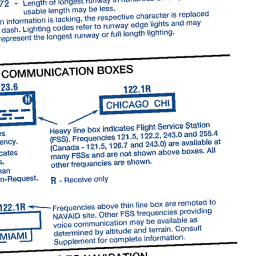 72 - Length of longest runway in hundreds of
usable length may be less.
n information is lacking, the respective character is replaced
dash. Lighting codes refer to runway edge lights and may
represent the longest runway or full length lighting.
COMMUNICATION BOXES
23.6
122.1R
H
CHICAGO CHI
Heavy line box indicates Flight Service Station
(FSS). Frequencies 121.5, 122.2, 243.0 and 255.4
(Canada - 121.5, 126.7 and 243.0) are available at
many FSSs and are not shown above boxes. All
other frequencies are shown.
R - Receive only
es
ency.
icates
s.
nan
n-Request.
122.1R
Frequencies above thin line box are remoted to
NAVAID site. Other FSS frequencies providing
voice communication may be available as
determined by altitude and terrain. Consult
Supplement for complete information.
MIAMI